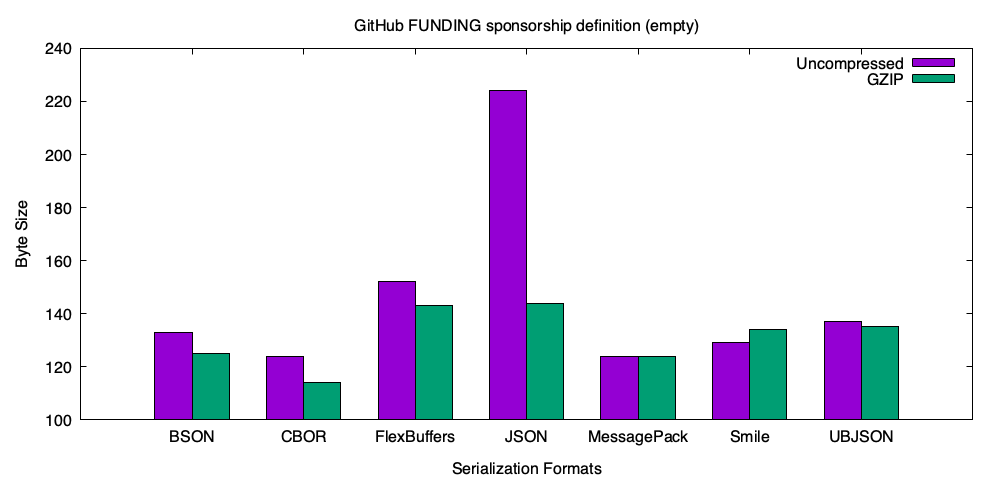 GitHub FUNDING sponsorship definition (empty)
Uncompressed
GZIP
240
220
200
180
160
140
120
100
Byte Size
BSON CBOR FlexBuffers JSON MessagePack Smile UBJSON
Serialization Formats